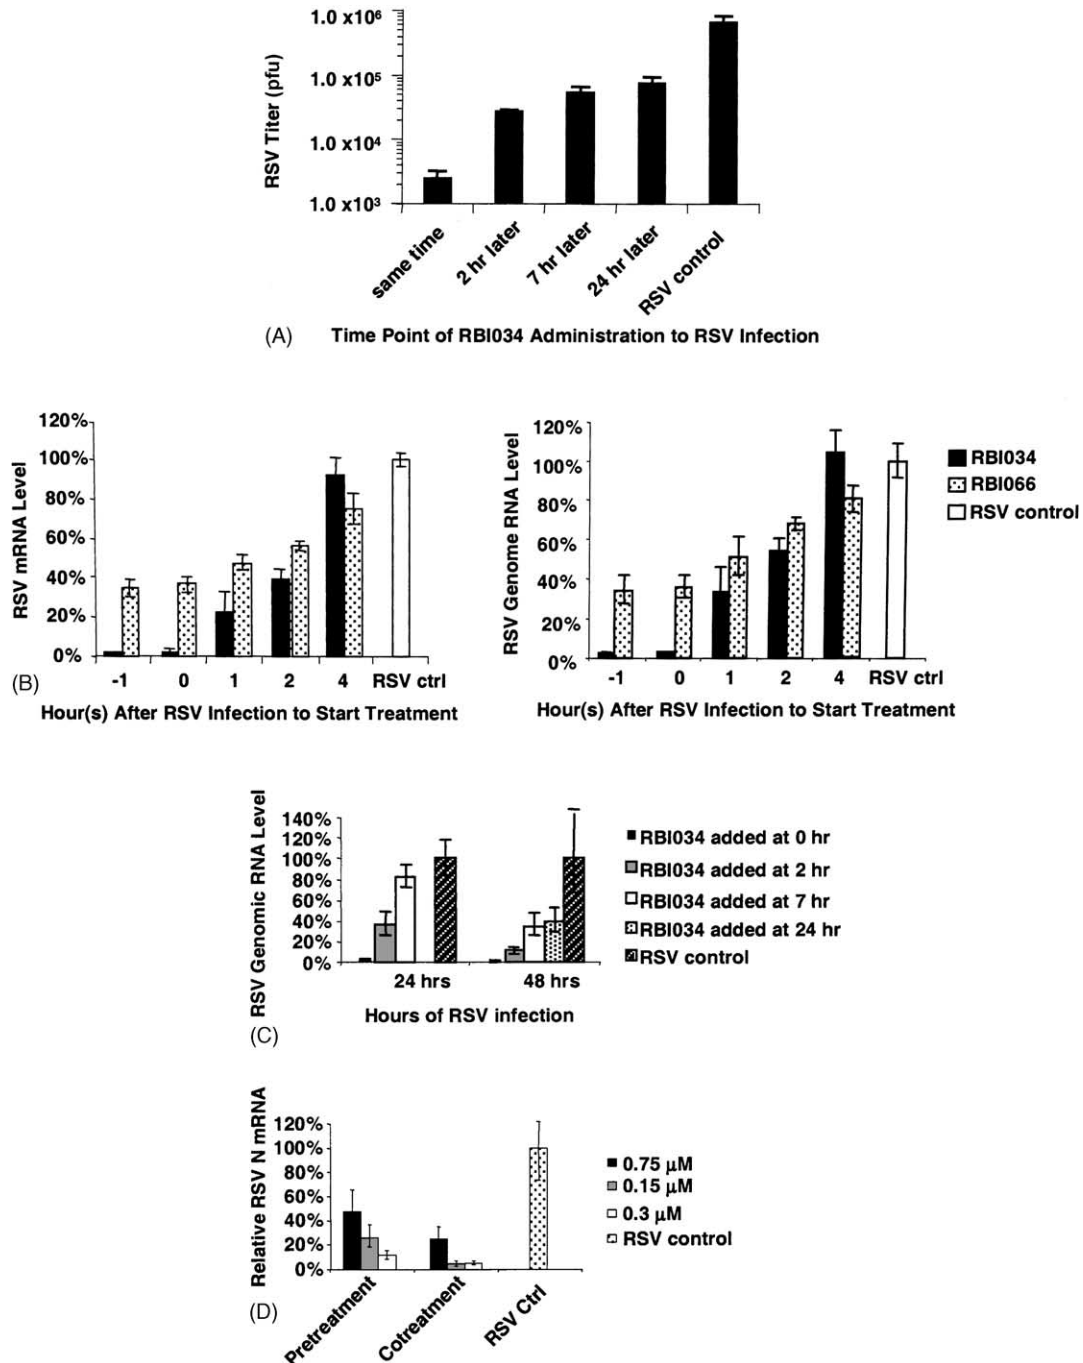 1.0 x10⁶
1.0 x10⁵
1.0 x10⁴
1.0 x10³
RSV Titer (pfu)
same time
2 hr later
7 hr later
24 hr later
RSV control
(A) Time Point of RBI034 Administration to RSV Infection
120%
100%
80%
60%
40%
20%
0%
RSV mRNA Level
-1 0 1 2 4 RSV ctrl
(B)
Hour(s) After RSV Infection to Start Treatment
120%
100%
80%
60%
40%
20%
0%
RSV Genome RNA Level
-1 0 1 2 4 RSV ctrl
Hour(s) After RSV Infection to Start Treatment
RBI034
RBI066
RSV control
140%
120%
100%
80%
60%
40%
20%
0%
RSV Genomic RNA Level
24 hrs 48 hrs
Hours of RSV infection
(C)
RBI034 added at 0 hr
RBI034 added at 2 hr
RBI034 added at 7 hr
RBI034 added at 24 hr
RSV control
120%
100%
80%
60%
40%
20%
0%
Relative RSV N mRNA
Pretreatment
Cotreatment
RSV Ctrl
(D)
0.75 µM
0.15 µM
0.3 µM
RSV control